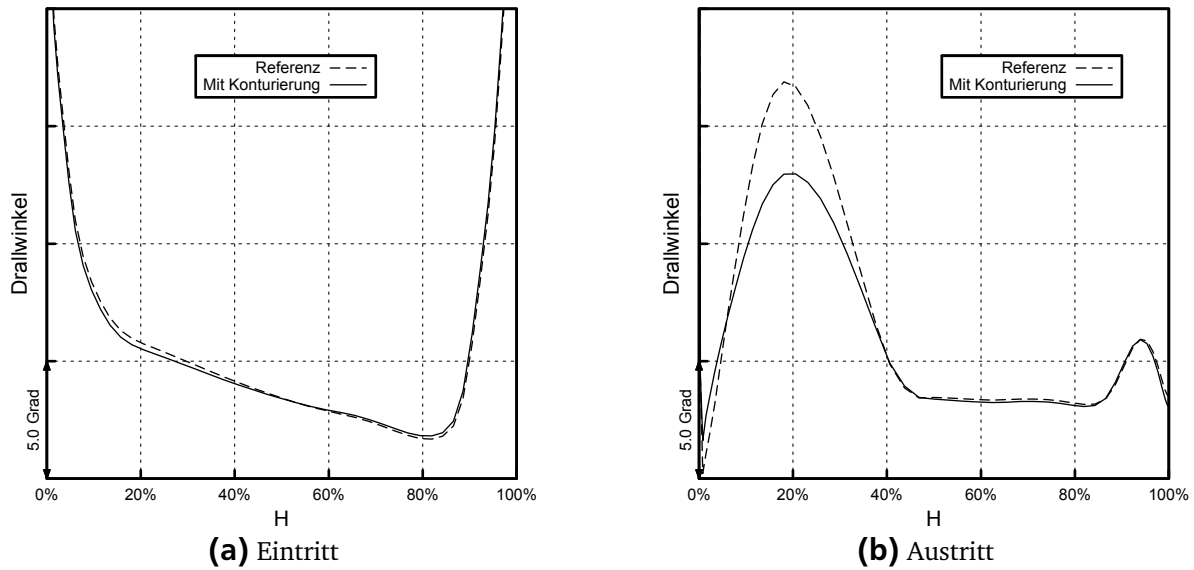 Referenz
Mit Konturierung
Drallwinkel
5.0 Grad
0% 20% 40% 60% 80% 100%
H
(a) Eintritt
Referenz
Mit Konturierung
Drallwinkel
5.0 Grad
0% 20% 40% 60% 80% 100%
H
(b) Austritt